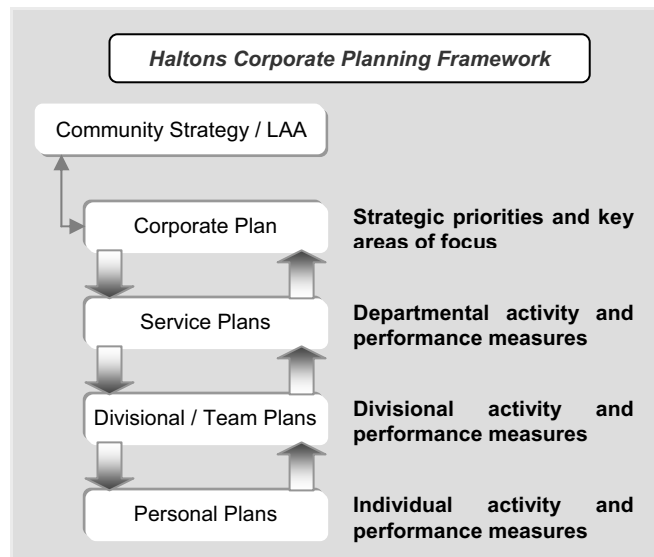 Haltons Corporate Planning Framework
Community Strategy / LAA
Corporate Plan
Strategic priorities and key
areas of focus
Service Plans
Departmental activity and
performance measures
Divisional / Team Plans
Divisional activity and
performance measures
Personal Plans
Individual activity and
performance measures